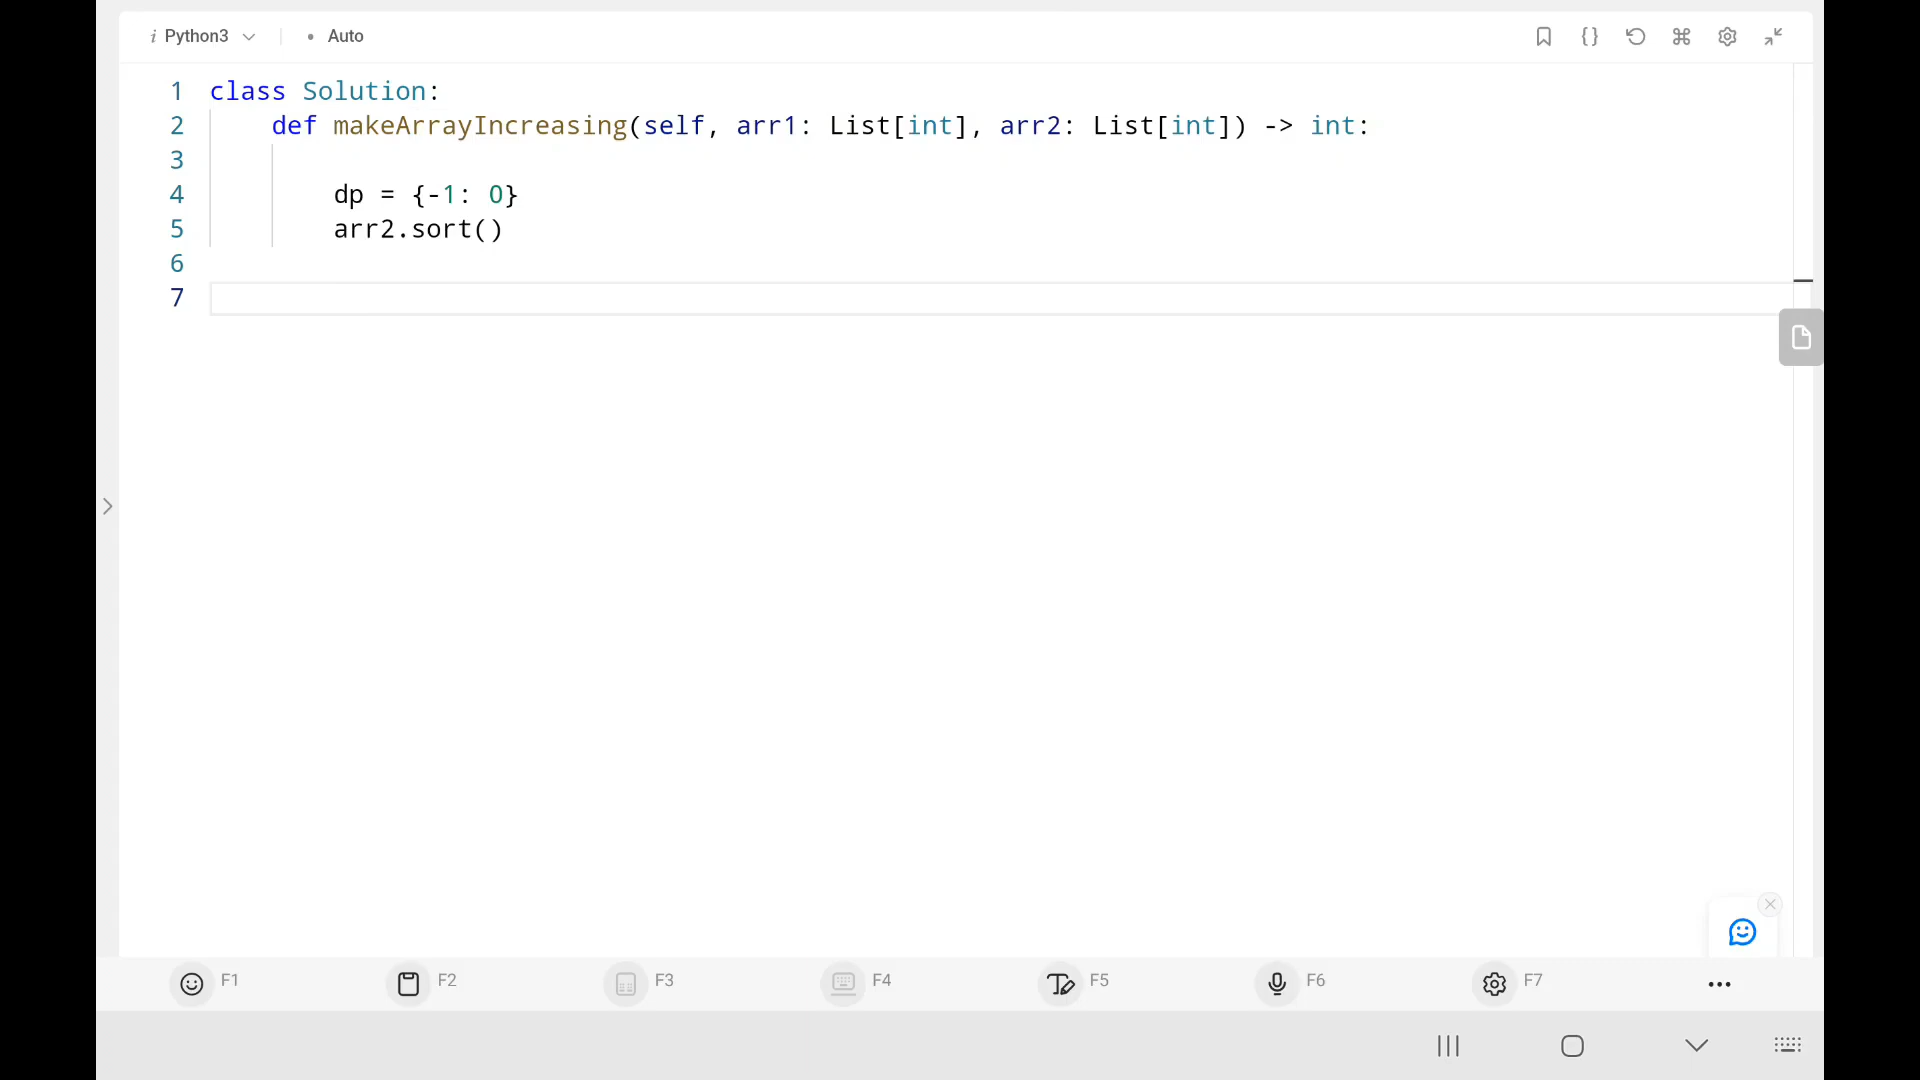 i Python3 • Auto
1 class Solution:
2     def makeArrayIncreasing(self, arr1: List[int], arr2: List[int]) -> int:
3
4         dp = {-1: 0}
5         arr2.sort()
6
7
F1 F2 F3 F4 F5 F6 F7